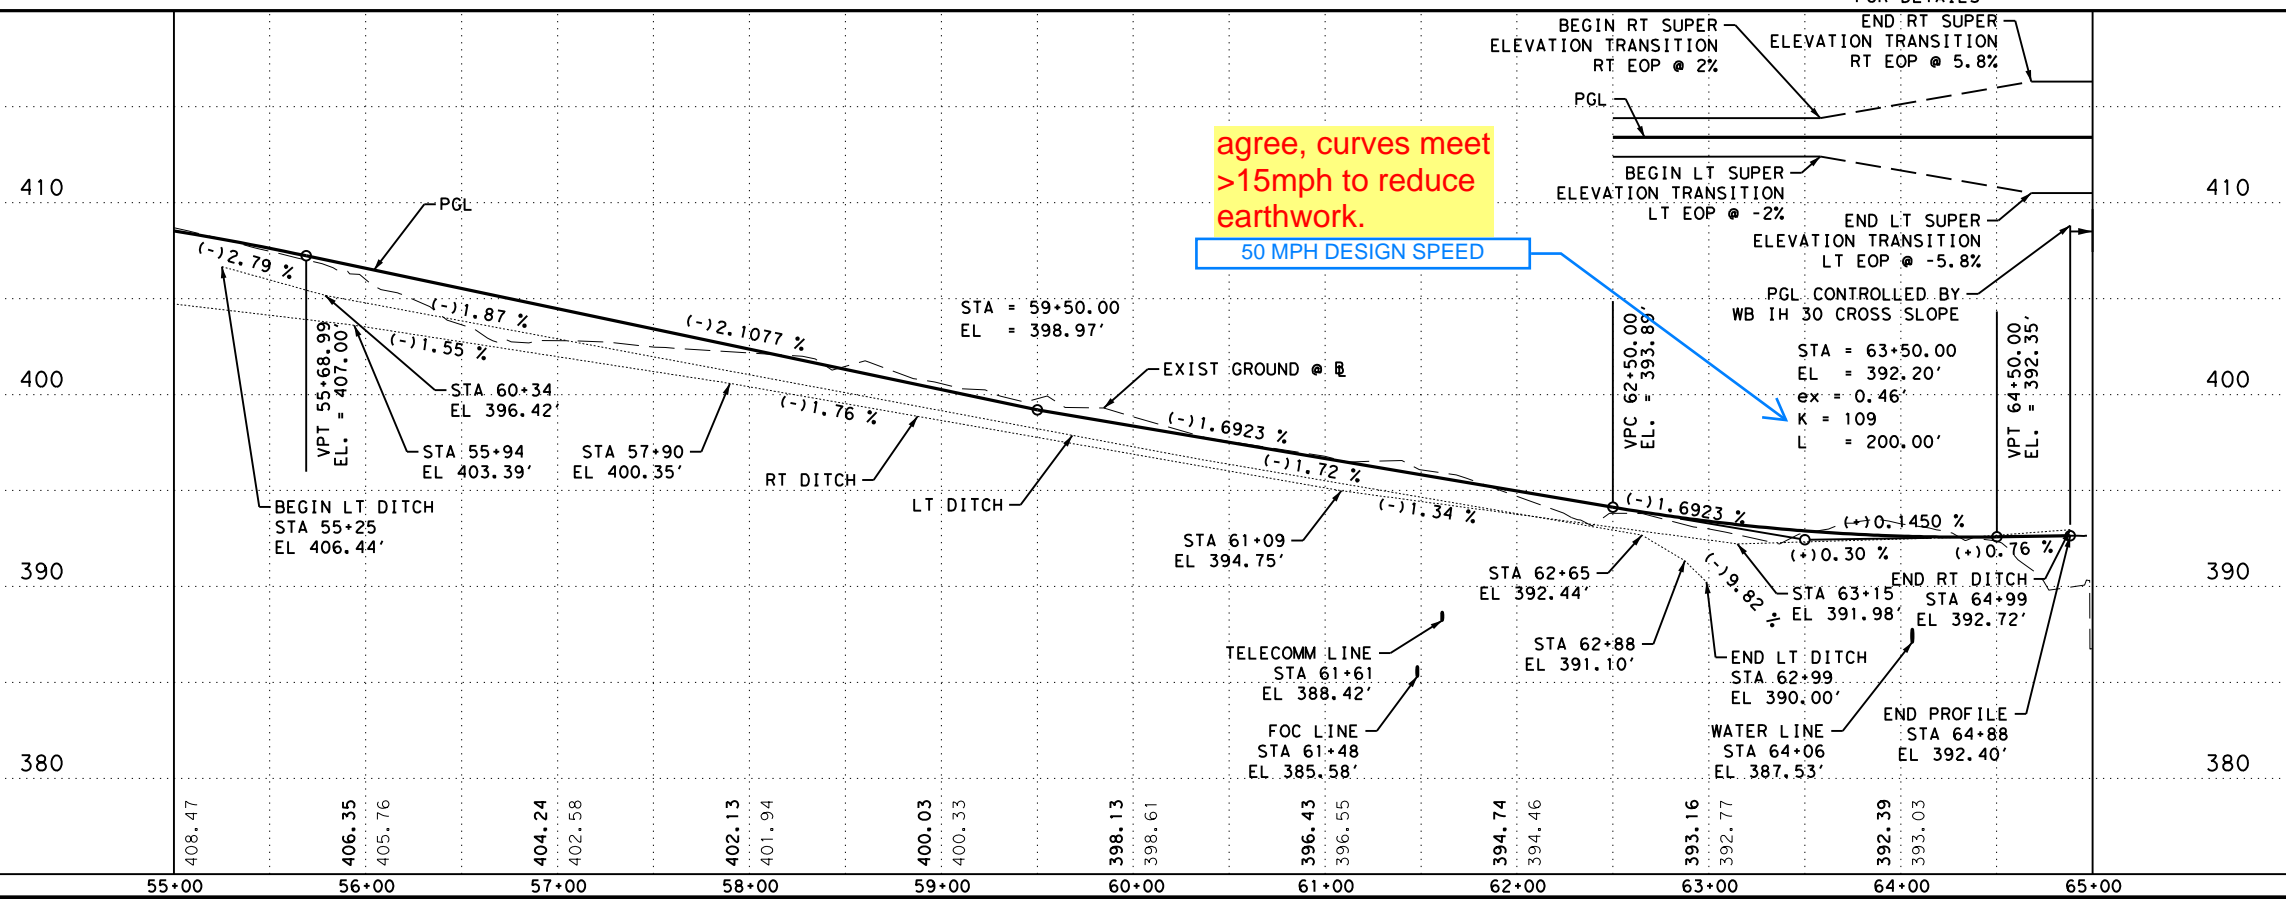 BEGIN RT SUPER
ELEVATION TRANSITION
RT EOP @ 2%
END RT SUPER
ELEVATION TRANSITION
RT EOP @ 5.8%
PGL
agree, curves meet
>15mph to reduce
earthwork.
50 MPH DESIGN SPEED
BEGIN LT SUPER
ELEVATION TRANSITION
LT EOP @ -2%
END LT SUPER
ELEVATION TRANSITION
LT EOP @ -5.8%
PGL CONTROLLED BY
WB IH 30 CROSS SLOPE
410
410
PGL
(-)2.79 %
(-)1.87 %
(-)1.55 %
(-)2.1077 %
STA = 59+50.00
EL = 398.97'
VPT 55+68.99
EL. = 407.00'
VPC 62+50.00
EL. = 393.89'
STA = 63+50.00
EL = 392.20'
ex = 0.46'
K = 109
L = 200.00'
VPT 64+50.00
EL. = 392.35'
400
400
STA 60+34
EL 396.42'
STA 55+94
EL 403.39'
STA 57+90
EL 400.35'
(-)1.76 %
EXIST GROUND @ BL
(-)1.6923 %
(-)1.72 %
(-)1.34 %
RT DITCH
LT DITCH
BEGIN LT DITCH
STA 55+25
EL 406.44'
STA 61+09
EL 394.75'
(-)1.6923 %
(+)0.1450 %
(+)0.30 %
(+)0.76 %
(-)9.82 %
390
390
STA 62+65
EL 392.44'
STA 63+15
EL 391.98'
END RT DITCH
STA 64+99
EL 392.72'
STA 62+88
EL 391.10'
END LT DITCH
STA 62+99
EL 390.00'
TELECOMM LINE
STA 61+61
EL 388.42'
FOC LINE
STA 61+48
EL 385.58'
WATER LINE
STA 64+06
EL 387.53'
END PROFILE
STA 64+88
EL 392.40'
380
380
408.47
406.35
405.76
404.24
402.58
402.13
401.94
400.03
400.33
398.13
398.61
396.43
396.55
394.74
394.46
393.16
392.77
392.39
393.03
55+00 56+00 57+00 58+00 59+00 60+00 61+00 62+00 63+00 64+00 65+00